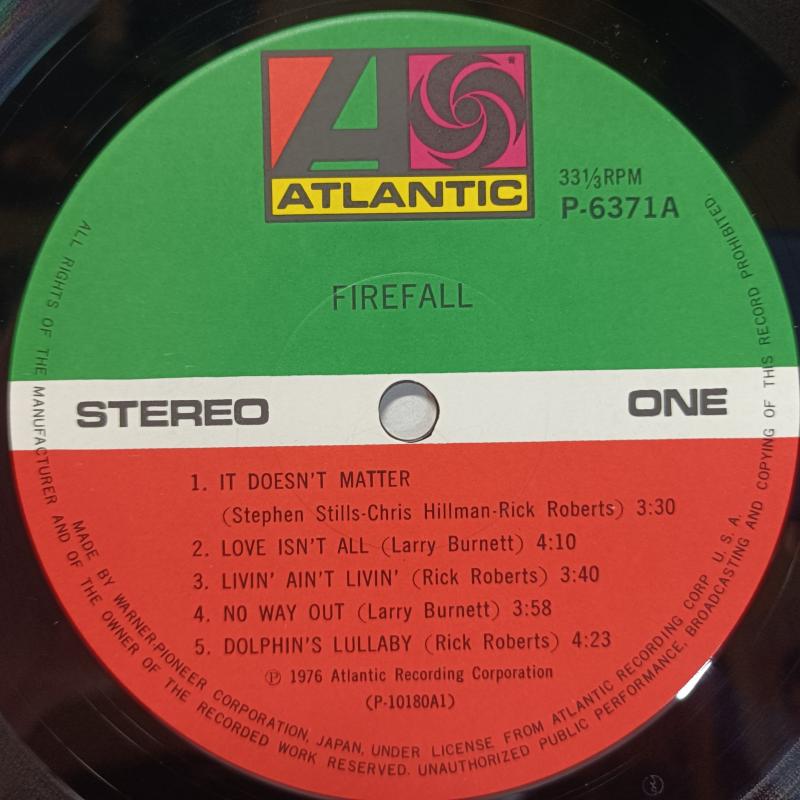 ATLANTIC
33 1/3 RPM
P-6371A
FIREFALL
STEREO
ONE
1. IT DOESN'T MATTER
(Stephen Stills-Chris Hillman-Rick Roberts) 3:30
2. LOVE ISN'T ALL (Larry Burnett) 4:10
3. LIVIN' AIN'T LIVIN' (Rick Roberts) 3:40
4. NO WAY OUT (Larry Burnett) 3:58
5. DOLPHIN'S LULLABY (Rick Roberts) 4:23
Ⓟ 1976 Atlantic Recording Corporation
(P-10180A1)
MADE BY WARNER-PIONEER CORPORATION, JAPAN, UNDER LICENSE FROM ATLANTIC RECORDING CORP. U. S. A.
ALL RIGHTS OF THE MANUFACTURER AND OF THE OWNER OF THE RECORDED WORK RESERVED. UNAUTHORIZED PUBLIC PERFORMANCE, BROADCASTING AND COPYING OF THIS RECORD PROHIBITED.